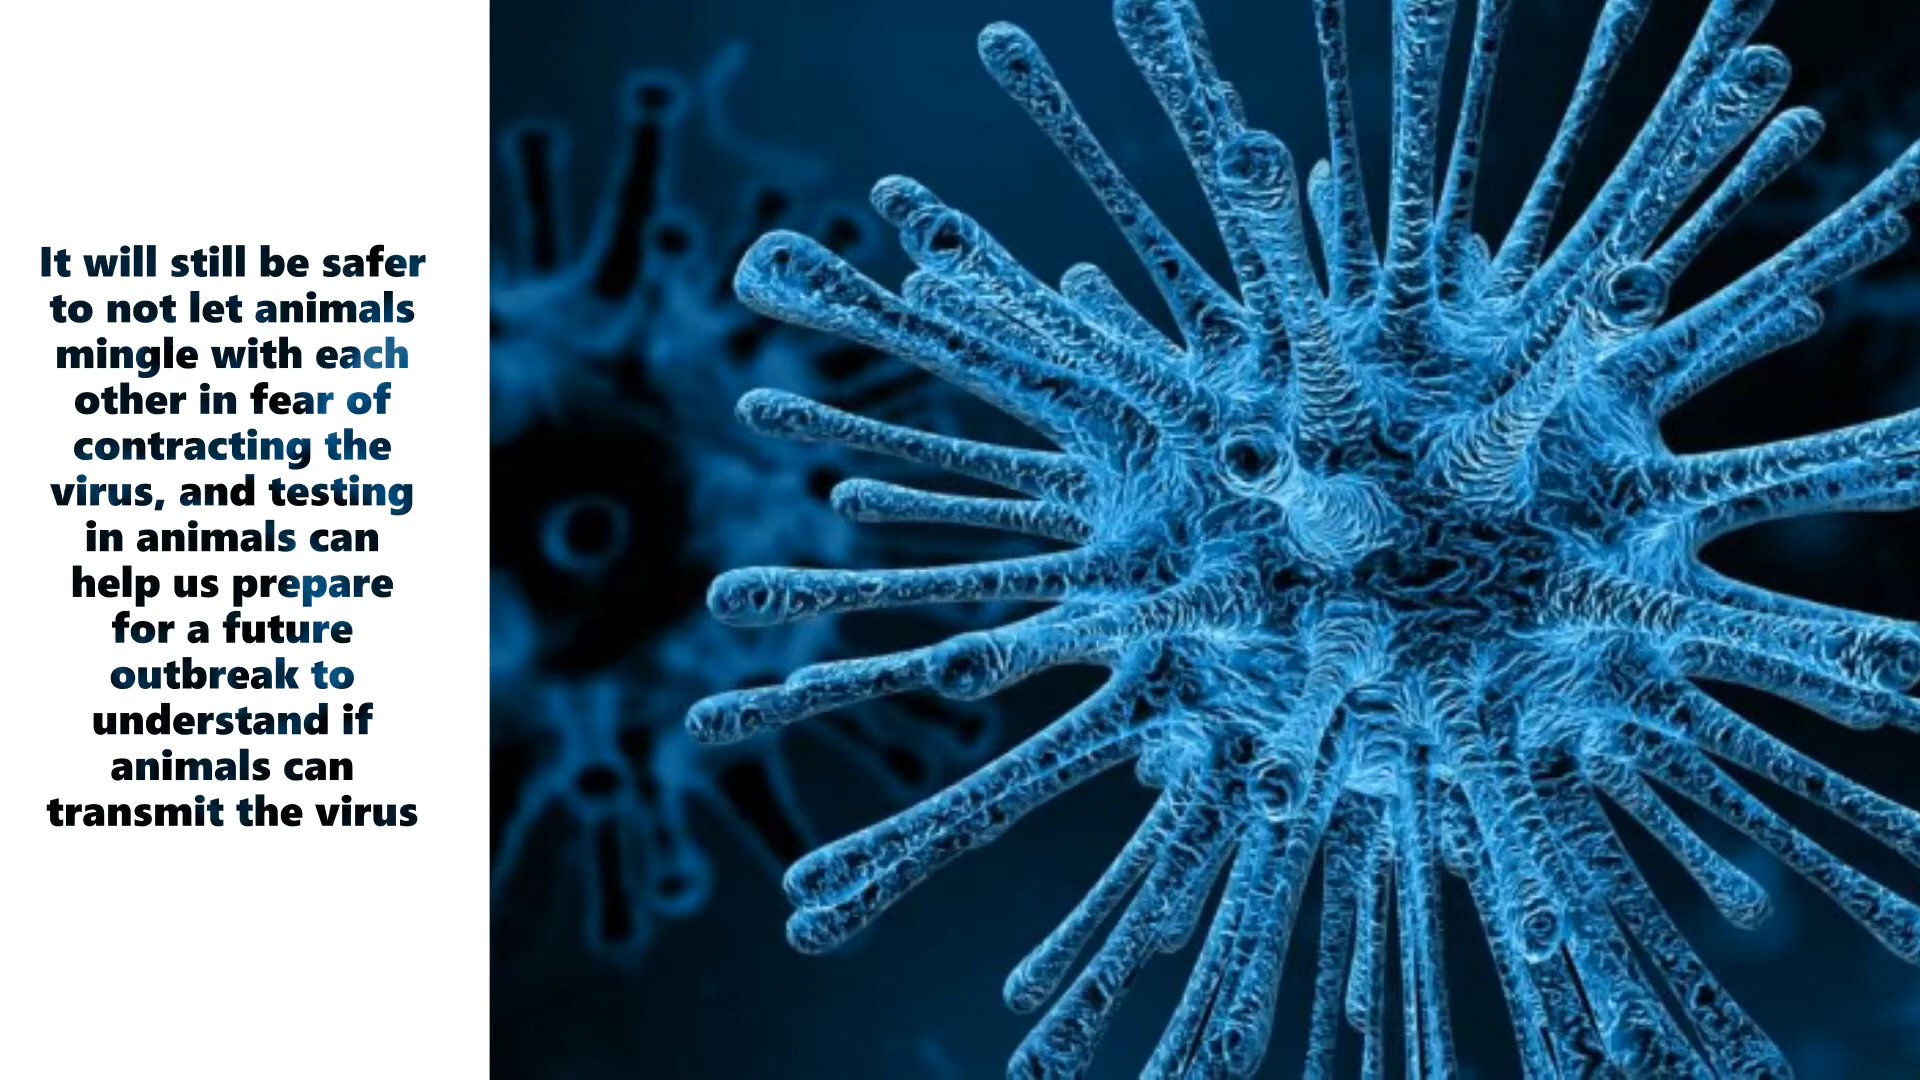 It will still be safer
to not let animals
mingle with each
other in fear of
contracting the
virus, and testing
in animals can
help us prepare
for a future
outbreak to
understand if
animals can
transmit the virus